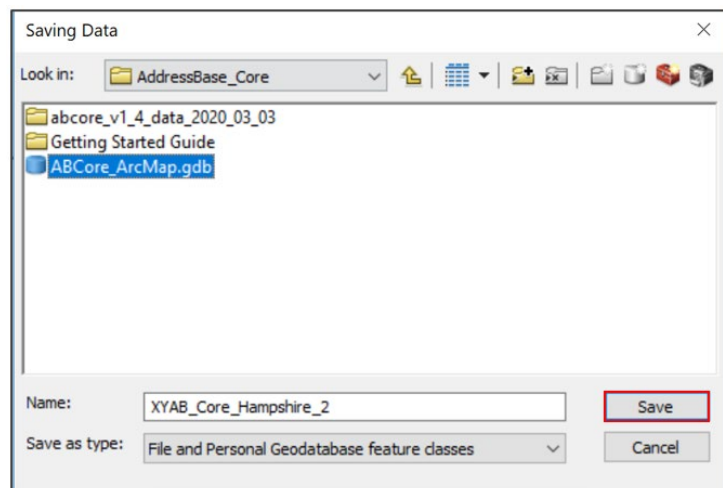 Saving Data
Look in: AddressBase_Core
abcore_v1_4_data_2020_03_03
Getting Started Guide
ABCore_ArcMap.gdb
Name: XYAB_Core_Hampshire_2 Save
Save as type: File and Personal Geodatabase feature classes Cancel